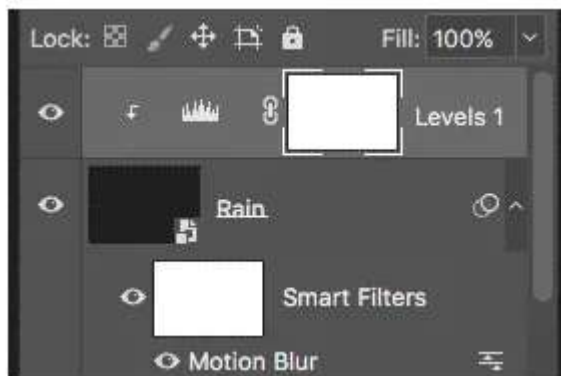 Lock: Fill: 100%
Levels 1
Rain
Smart Filters
Motion Blur